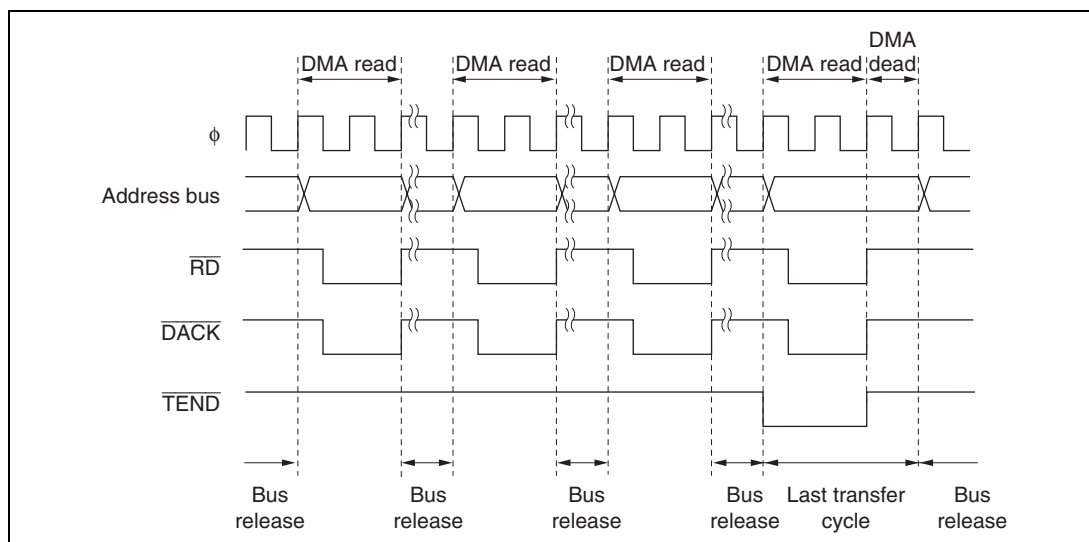 DMA
DMA read DMA read DMA read DMA read dead
ϕ
Address bus
RD
DACK
TEND
Bus release
Bus release
Bus release
Bus release
Last transfer cycle
Bus release